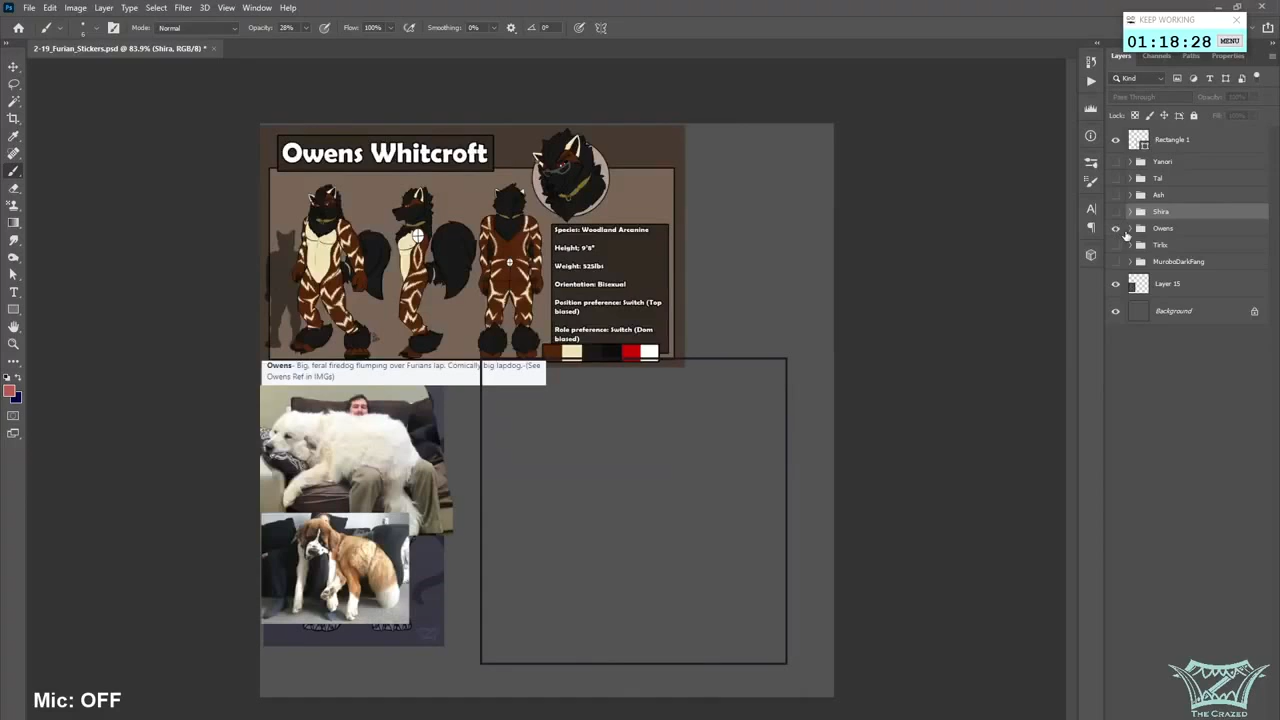 File Edit Image Layer Type Select Filter 3D View Window Help
KEEP WORKING
01:18:28 MENU
Mode: Normal Opacity: 28% Flow: 100% Smoothing: 0% 0°
2-19_Furian_Stickers.psd @ 83.9% (Shira, RGB/8) *
Layers Channels Paths Properties
Kind
Pass Through Opacity:
Lock: Fill:
Rectangle 1
Yanori
Tal
Ash
Shira
Owens
Tirlix
MuroboDarkFang
Layer 15
Background
Owens Whitcroft
Species: Woodland Arcanine
Height; 9'8"
Weight: 525lbs
Orientation: Bisexual
Position preference: Switch (Top
biased)
Role preference: Switch (Dom
biased)
Owens- Big, feral firedog flumping over Furians lap. Comically big lapdog.-(See
Owens Ref in IMGs)
Mic: OFF
THE CRAZED